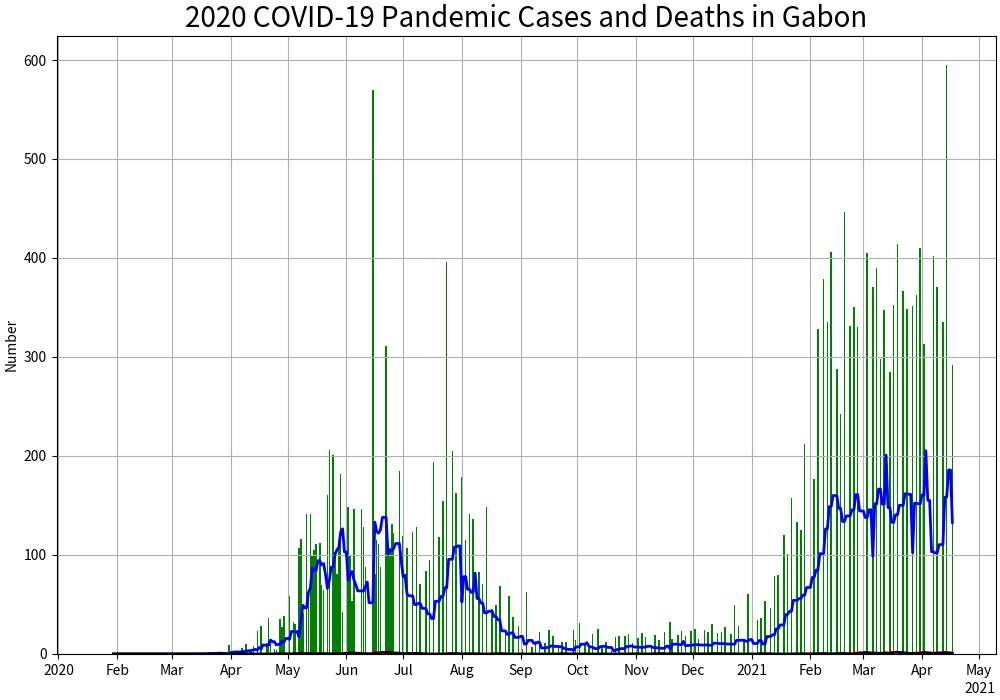 2020 COVID-19 Pandemic Cases and Deaths in Gabon
600
500
400
300
200
100
0
Number
2020 Feb Mar Apr May Jun Jul Aug Sep Oct Nov Dec 2021 Feb Mar Apr May
2021